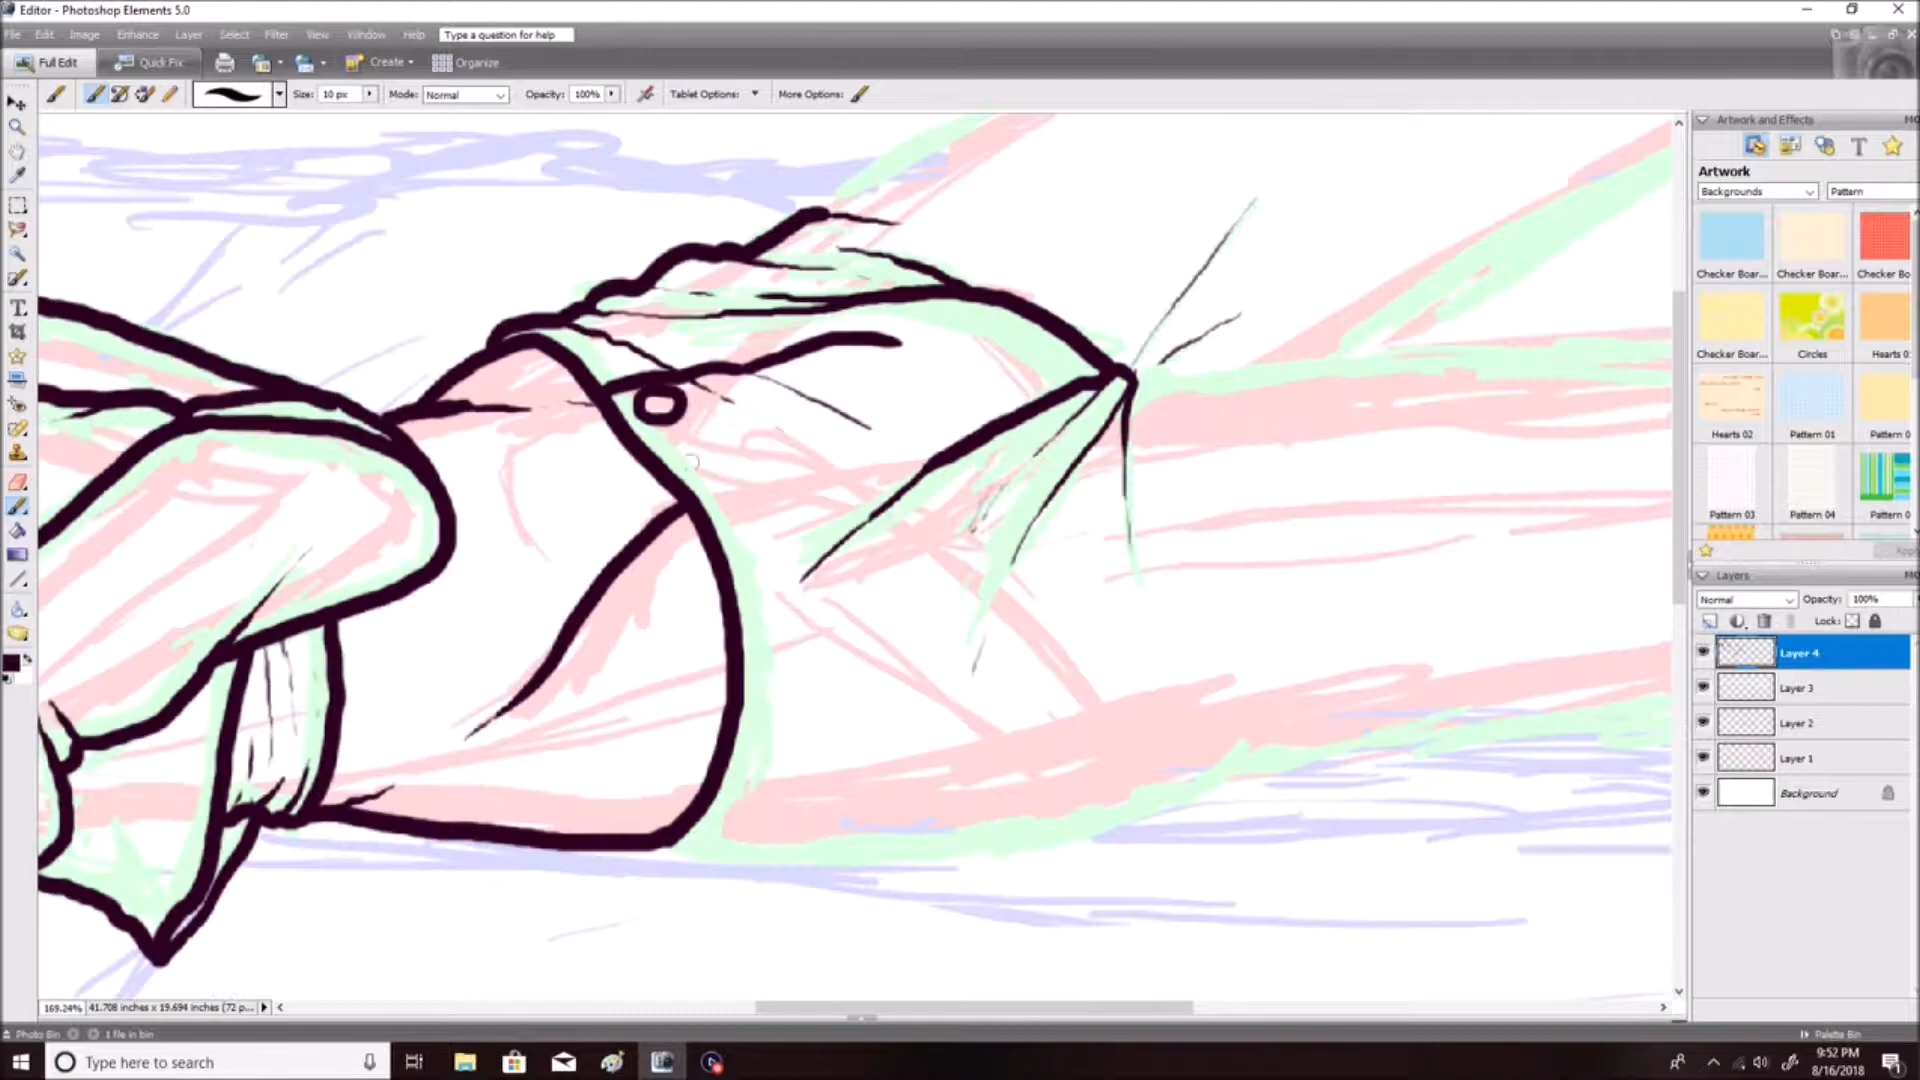 Editor - Photoshop Elements 5.0
File Edit Image Enhance Layer Select Filter View Window Help Type a question for help
Full Edit Quick Fix Create Organize
Size: 10 px Mode: Normal Opacity: 100% Tablet Options: More Options:
Artwork and Effects
Artwork
Backgrounds Pattern
Checker Boar... Checker Boar... Checker Bo
Checker Boar... Circles Hearts 0
Hearts 02 Pattern 01 Pattern 0
Pattern 03 Pattern 04 Pattern 0
Layers
Normal Opacity: 100%
Lock:
Layer 4
Layer 3
Layer 2
Layer 1
Background
169.24% 41.708 inches x 19.694 inches (72 p...
Photo Bin 1 file in bin Palette Bin
Type here to search
9:52 PM
8/16/2018